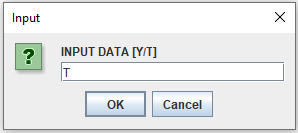 Input
INPUT DATA [Y/T]
T
OK Cancel